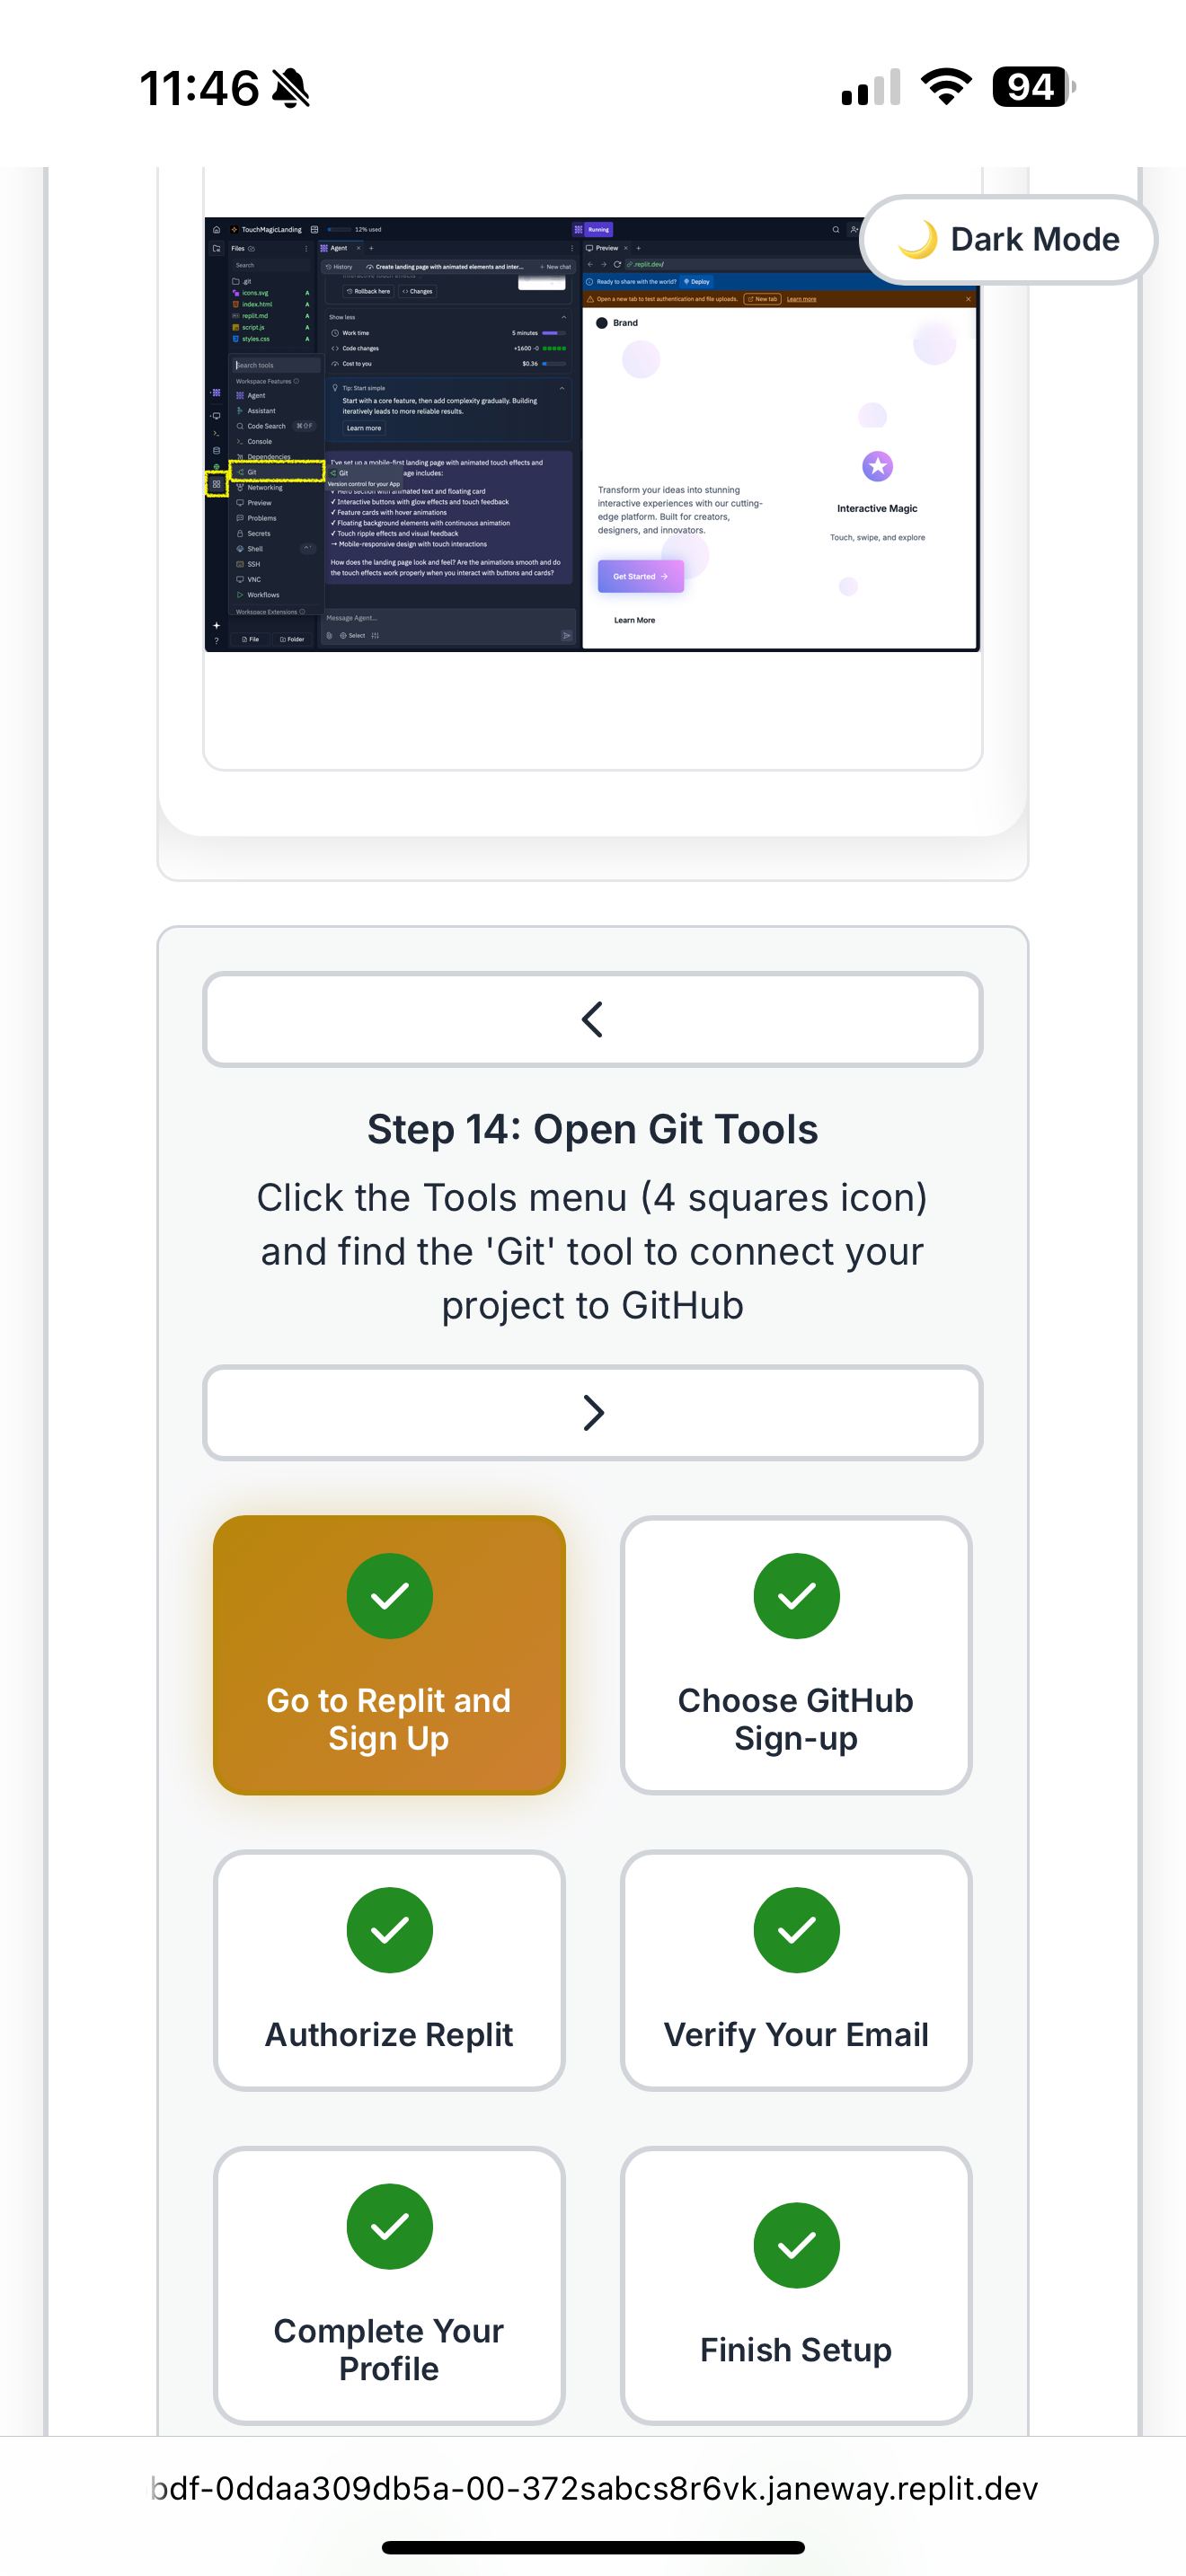 11:46
94
🌙 Dark Mode
TouchMagicLanding
12% used
Running
Files
Agent
Preview
Search
History
Create landing page with animated elements and inter...
+ New chat
.replit.dev/
.git
icons.svg A
index.html A
replit.md A
script.js A
styles.css A
Rollback here
Changes
Ready to share with the world?
Deploy
Open a new tab to test authentication and file uploads.
New tab
Learn more
Show less
Work time 5 minutes
Code changes +1600 -0
Cost to you $0.36
Brand
Search tools
Workspace Features
Agent
Assistant
Code Search
Console
Dependencies
Git
Networking
Preview
Problems
Secrets
Shell
SSH
VNC
Workflows
Workspace Extensions
File
Folder
Tip: Start simple
Start with a core feature, then add complexity gradually. Building
iteratively leads to more reliable results.
Learn more
I've set up a mobile-first landing page with animated touch effects and
age includes:
Git
Version control for your App
✓ Hero section with animated text and floating card
✓ Interactive buttons with glow effects and touch feedback
✓ Feature cards with hover animations
✓ Floating background elements with continuous animation
✓ Touch ripple effects and visual feedback
→ Mobile-responsive design with touch interactions
How does the landing page look and feel? Are the animations smooth and do
the touch effects work properly when you interact with buttons and cards?
Message Agent...
Select
Transform your ideas into stunning
interactive experiences with our cutting-
edge platform. Built for creators,
designers, and innovators.
Get Started →
Learn More
Interactive Magic
Touch, swipe, and explore
Step 14: Open Git Tools
Click the Tools menu (4 squares icon)
and find the 'Git' tool to connect your
project to GitHub
Go to Replit and
Sign Up
Choose GitHub
Sign-up
Authorize Replit
Verify Your Email
Complete Your
Profile
Finish Setup
bdf-0ddaa309db5a-00-372sabcs8r6vk.janeway.replit.dev